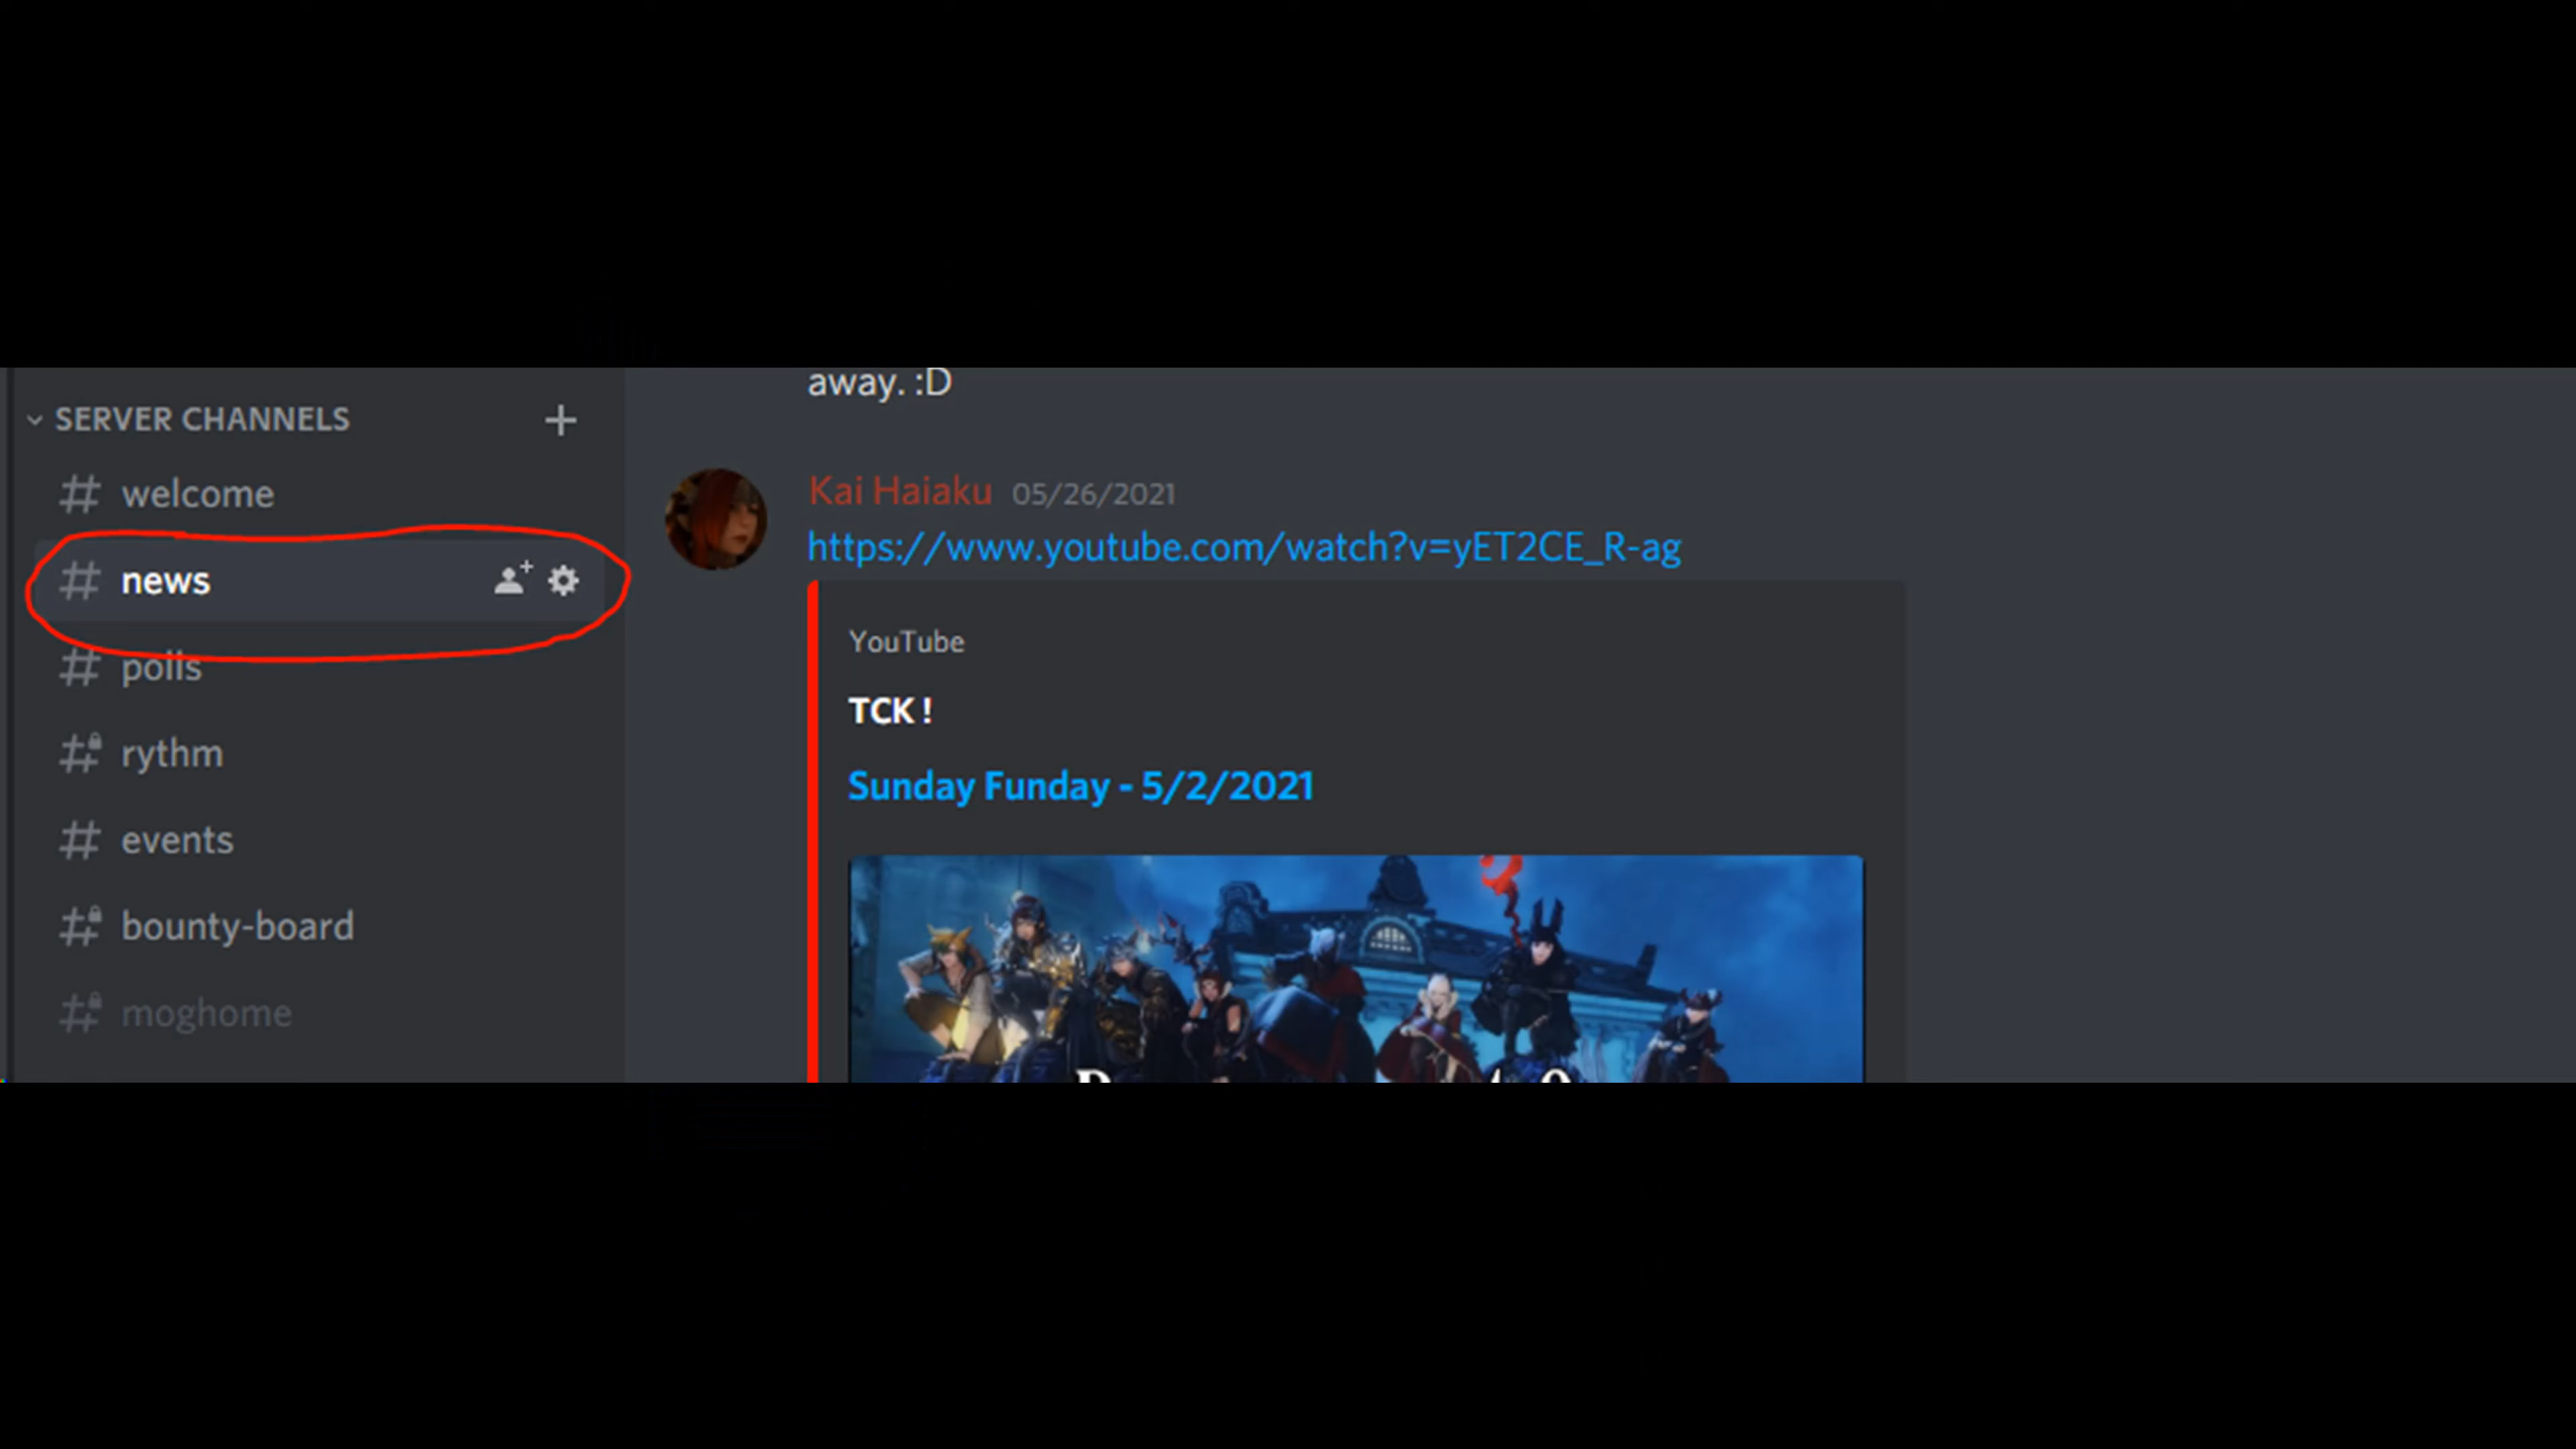 SERVER CHANNELS
welcome
news
polls
rythm
events
bounty-board
moghome
away. :D
Kai Haiaku 05/26/2021
https://www.youtube.com/watch?v=yET2CE_R-ag
YouTube
TCK !
Sunday Funday - 5/2/2021